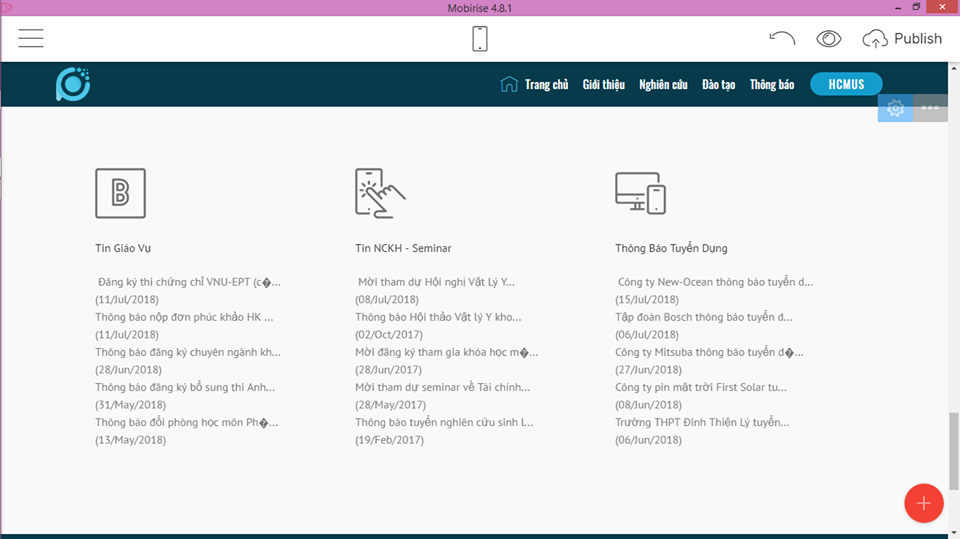 Mobirise 4.8.1
Publish
Trang chủ Giới thiệu Nghiên cứu Đào tạo Thông báo HCMUS
B
Tin Giáo Vụ
Đăng ký thi chứng chỉ VNU-EPT (c�...
(11/Jul/2018)
Thông báo nộp đơn phúc khảo HK ...
(11/Jul/2018)
Thông báo đăng ký chuyên ngành kh...
(28/Jun/2018)
Thông báo đăng ký bổ sung thi Anh...
(31/May/2018)
Thông báo đổi phòng học môn Ph�...
(13/May/2018)
Tin NCKH - Seminar
Mời tham dự Hội nghị Vật Lý Y...
(08/Jul/2018)
Thông báo Hội thảo Vật lý Y kho...
(02/Oct/2017)
Mời đăng ký tham gia khóa học m�...
(28/Jun/2017)
Mời tham dự seminar về Tài chính...
(28/May/2017)
Thông báo tuyển nghiên cứu sinh l...
(19/Feb/2017)
Thông Báo Tuyển Dụng
Công ty New-Ocean thông báo tuyển d...
(15/Jul/2018)
Tập đoàn Bosch thông báo tuyển d...
(06/Jul/2018)
Công ty Mitsuba thông báo tuyển d�...
(27/Jun/2018)
Công ty pin mặt trời First Solar tu...
(08/Jun/2018)
Trường THPT Đinh Thiện Lý tuyển...
(06/Jun/2018)